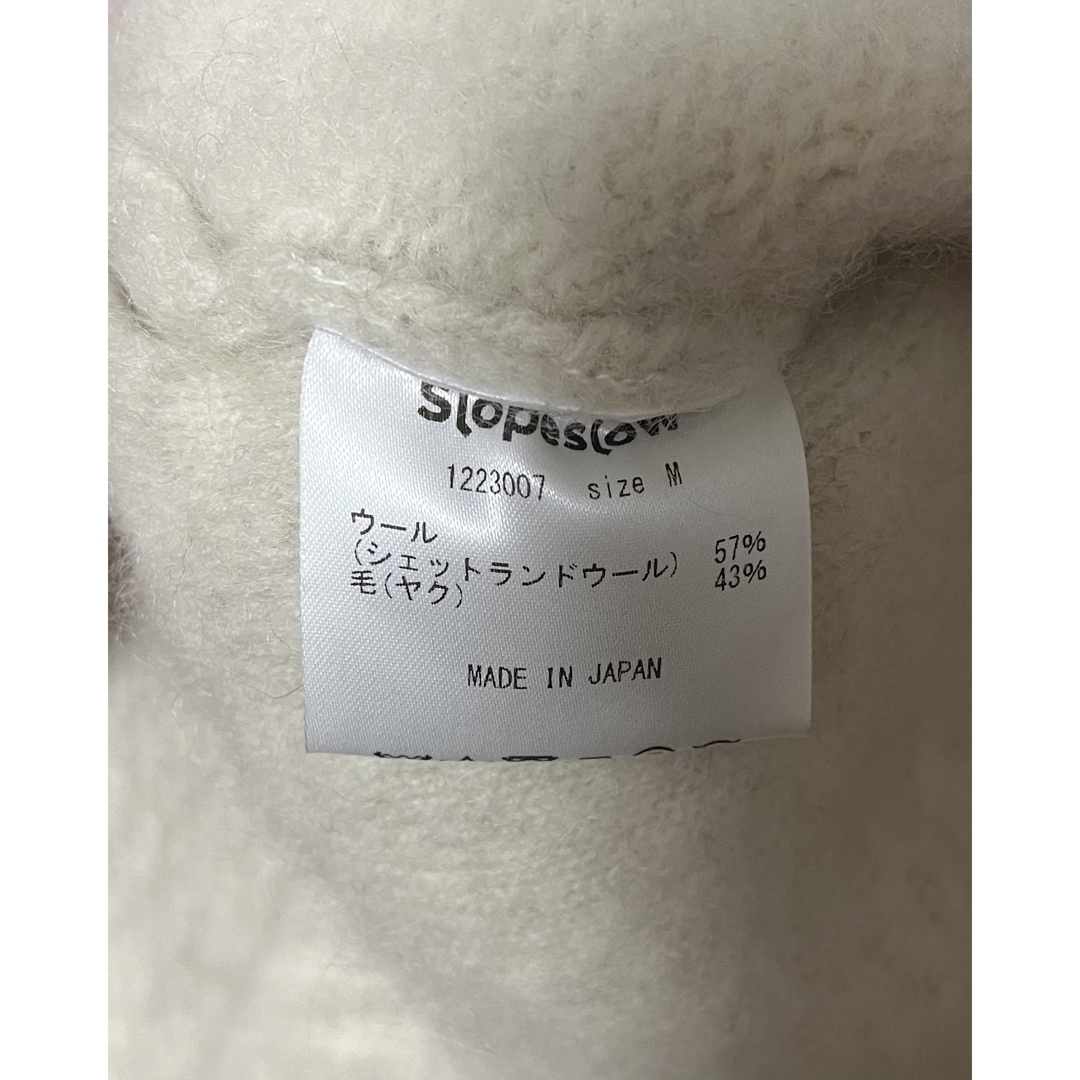 Slopeslow
1223007 size M
ウール
(シェットランドウール) 57%
毛(ヤク) 43%
MADE IN JAPAN